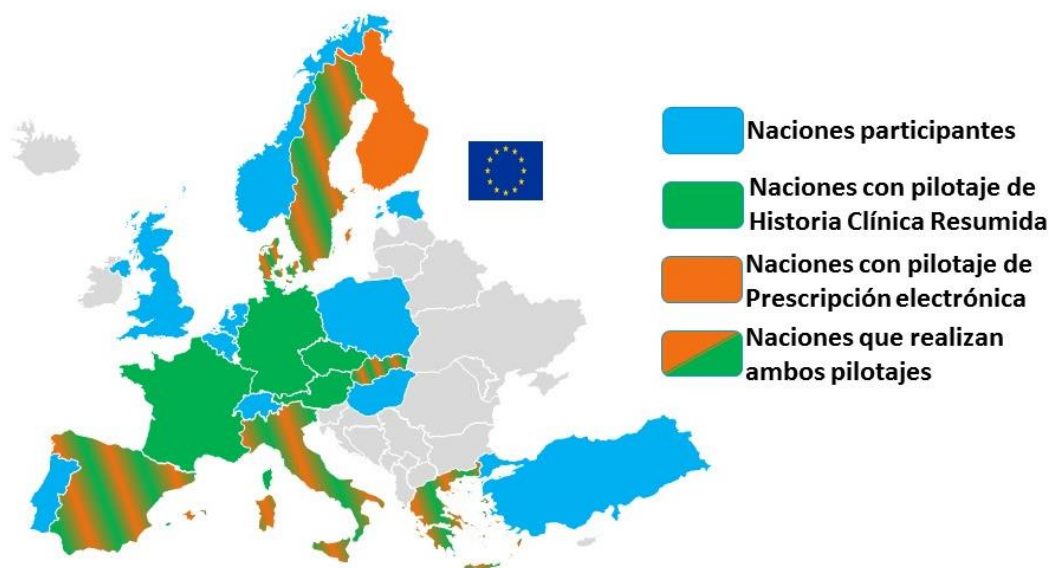 Naciones participantes
Naciones con pilotaje de
Historia Clínica Resumida
Naciones con pilotaje de
Prescripción electrónica
Naciones que realizan
ambos pilotajes